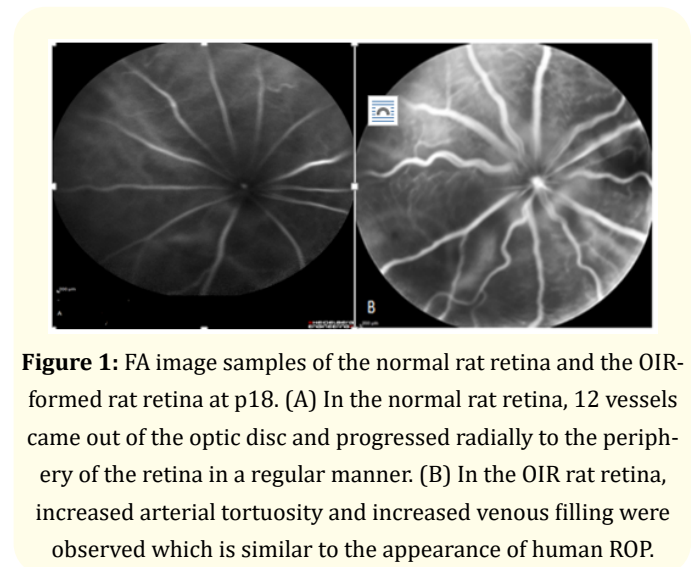 A
B
Figure 1: FA image samples of the normal rat retina and the OIR-
formed rat retina at p18. (A) In the normal rat retina, 12 vessels
came out of the optic disc and progressed radially to the periph-
ery of the retina in a regular manner. (B) In the OIR rat retina,
increased arterial tortuosity and increased venous filling were
observed which is similar to the appearance of human ROP.